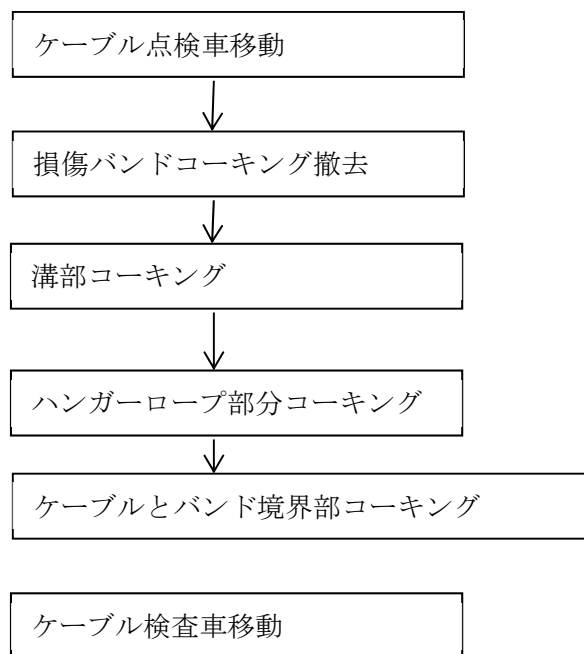 ケーブル点検車移動
損傷バンドコーキング撤去
溝部コーキング
ハンガーロープ部分コーキング
ケーブルとバンド境界部コーキング
ケーブル検査車移動